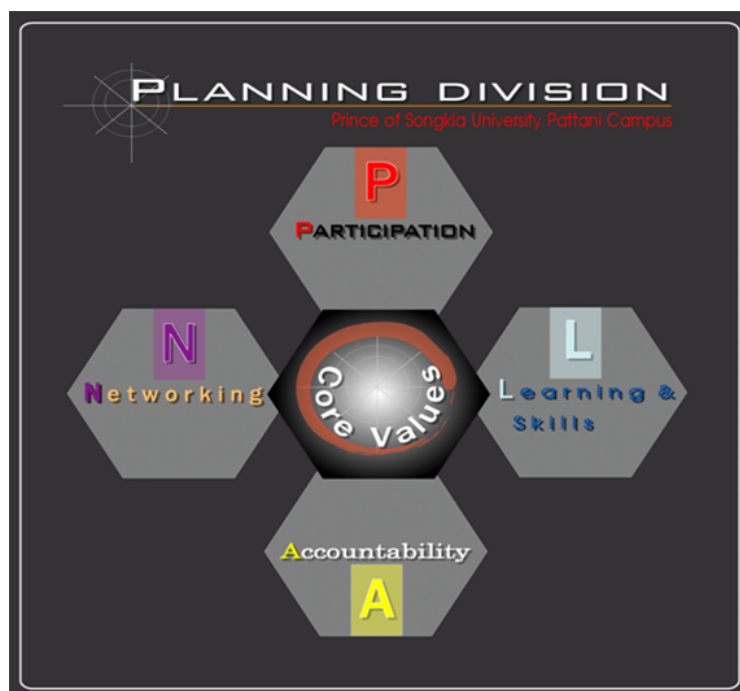 PLANNING DIVISION
Prince of Songkla University Pattani Campus
P
PARTICIPATION
N
Networking
Core Values
L
Learning &
Skills
Accountability
A